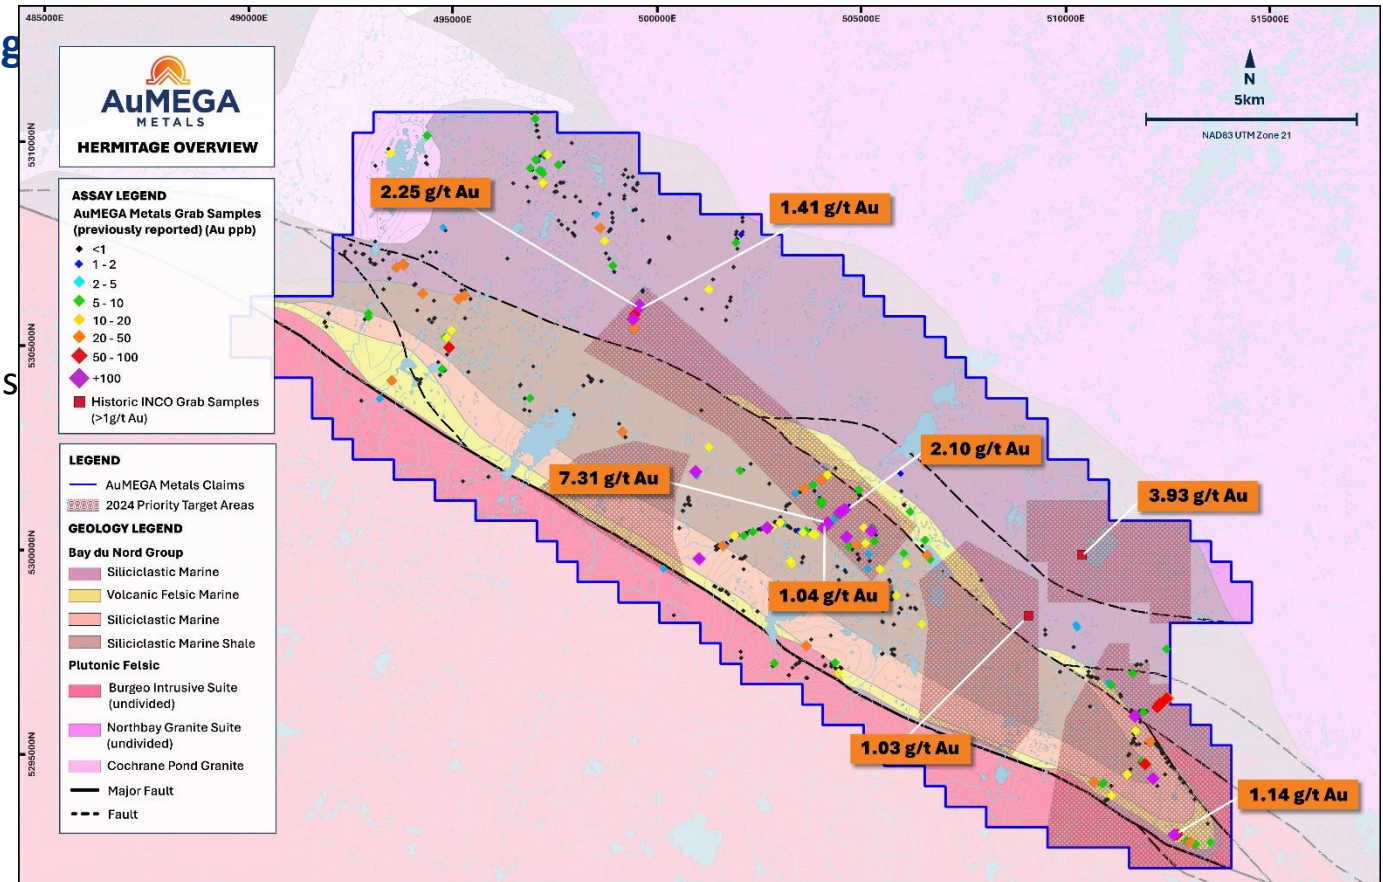 485000E 490000E 495000E 500000E 505000E 510000E 515000E
g
AuMEGA
METALS
HERMITAGE OVERVIEW
N
5km
NAD83 UTM Zone 21
5310000N
5305000N
5300000N
5295000N
S
ASSAY LEGEND
AuMEGA Metals Grab Samples
(previously reported) (Au ppb)
<1
1 - 2
2 - 5
5 - 10
10 - 20
20 - 50
50 - 100
+100
Historic INCO Grab Samples
(>1g/t Au)
LEGEND
AuMEGA Metals Claims
2024 Priority Target Areas
GEOLOGY LEGEND
Bay du Nord Group
Siliciclastic Marine
Volcanic Felsic Marine
Siliciclastic Marine
Siliciclastic Marine Shale
Plutonic Felsic
Burgeo Intrusive Suite
(undivided)
Northbay Granite Suite
(undivided)
Cochrane Pond Granite
Major Fault
Fault
2.25 g/t Au
1.41 g/t Au
2.10 g/t Au
7.31 g/t Au
3.93 g/t Au
1.04 g/t Au
1.03 g/t Au
1.14 g/t Au